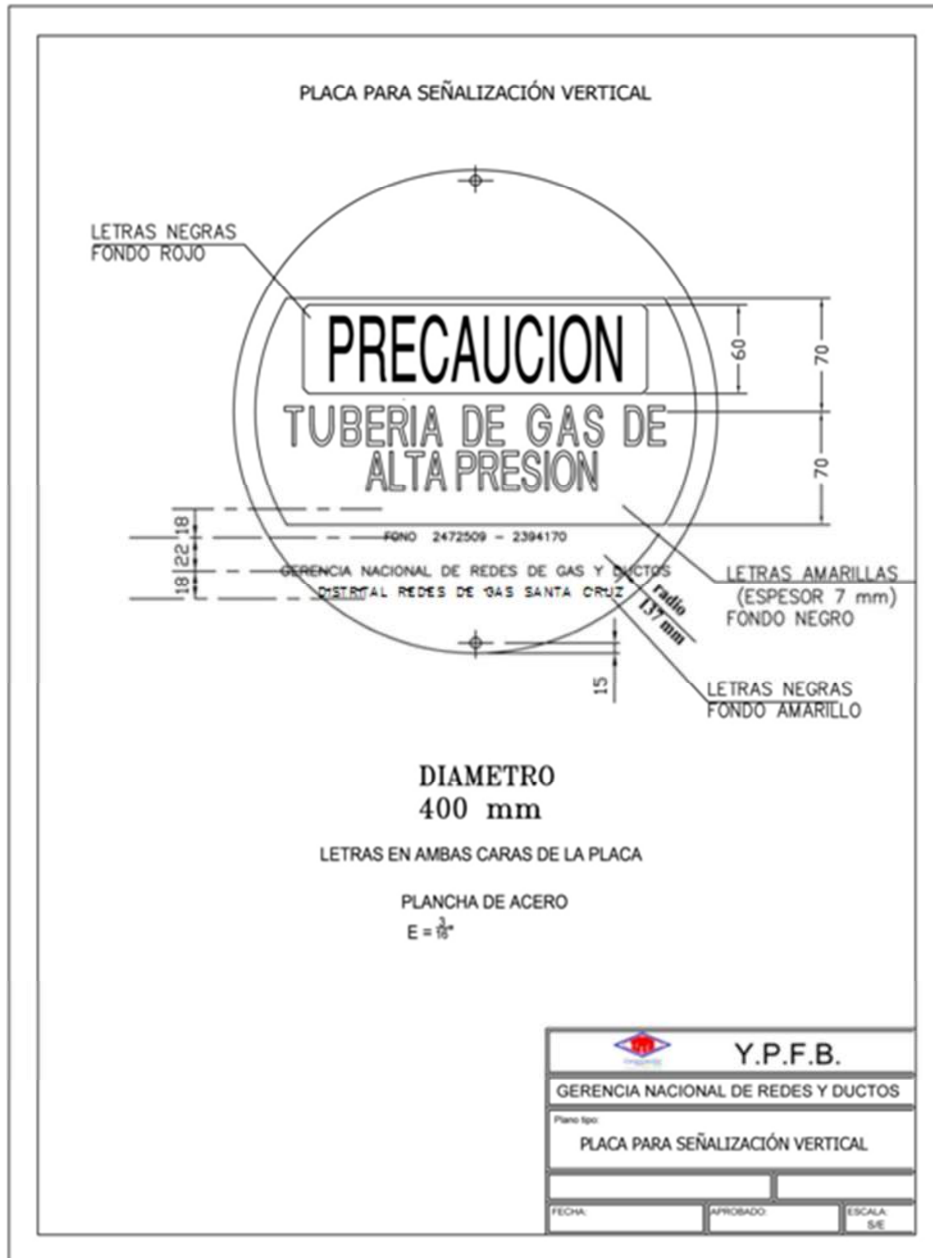 PLACA PARA SEÑALIZACIÓN VERTICAL
LETRAS NEGRAS
FONDO ROJO
PRECAUCION
60
70
TUBERIA DE GAS DE
ALTA PRESION
70
18
22
18
FONO 2472509 - 2394170
GERENCIA NACIONAL DE REDES DE GAS Y DUCTOS
DISTRITAL REDES DE GAS SANTA CRUZ
radio
137 mm
LETRAS AMARILLAS
(ESPESOR 7 mm)
FONDO NEGRO
15
LETRAS NEGRAS
FONDO AMARILLO
DIAMETRO
400 mm
LETRAS EN AMBAS CARAS DE LA PLACA
PLANCHA DE ACERO
E = 3/16"
Y.P.F.B.
GERENCIA NACIONAL DE REDES Y DUCTOS
Plano tipo:
PLACA PARA SEÑALIZACIÓN VERTICAL
FECHA:
APROBADO:
ESCALA:
S/E